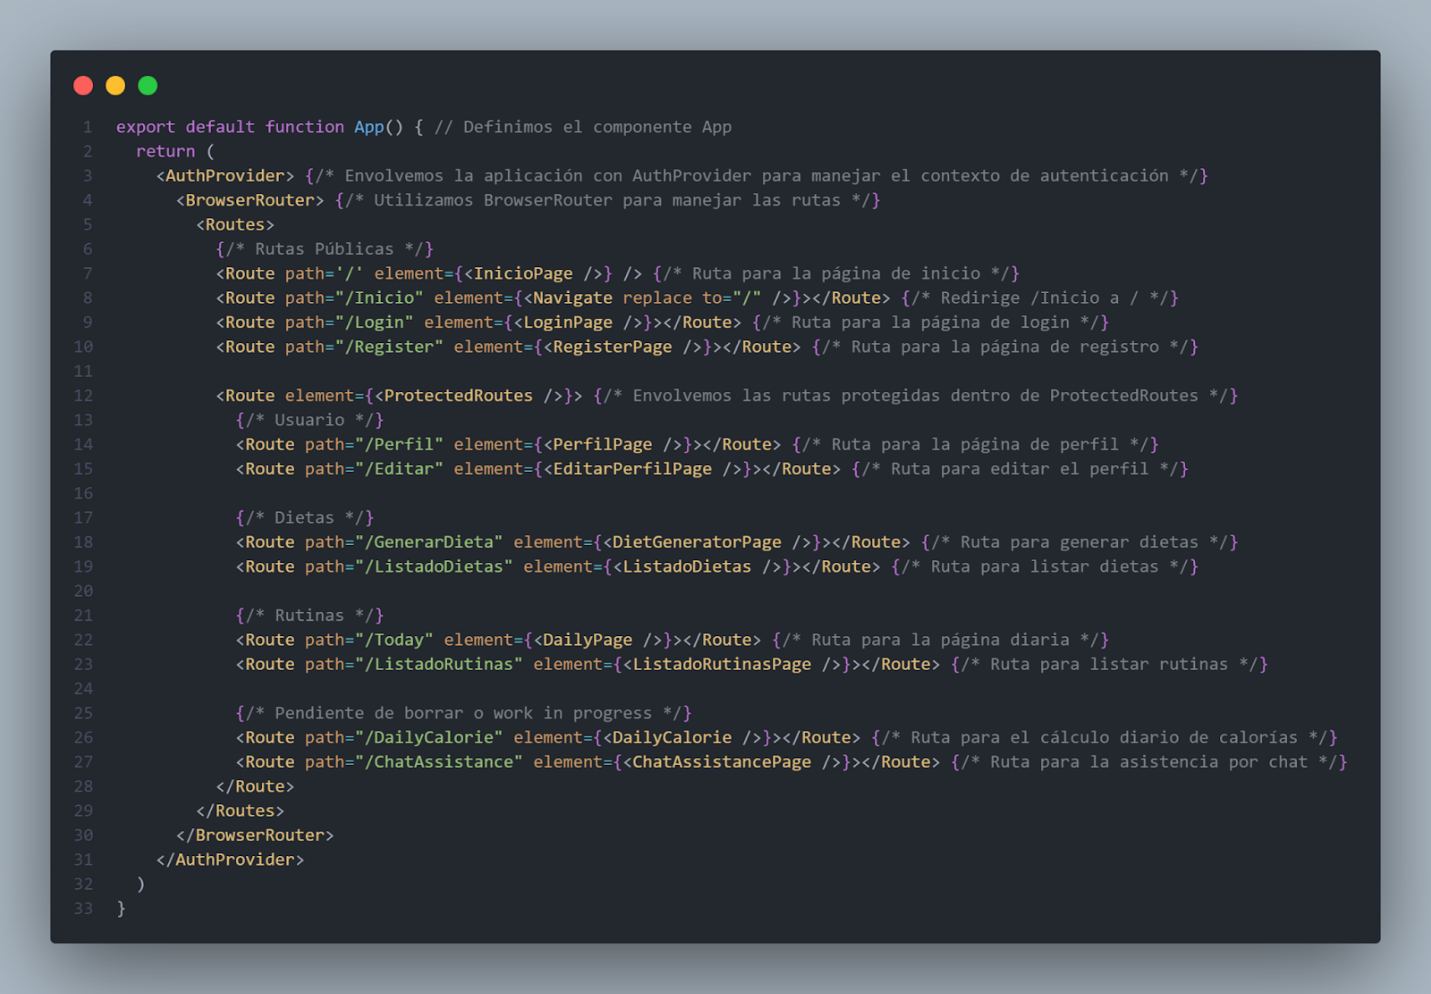 1 export default function App() { // Definimos el componente App
2 return (
3 <AuthProvider> {/* Envolvemos la aplicación con AuthProvider para manejar el contexto de autenticación */}
4 <BrowserRouter> {/* Utilizamos BrowserRouter para manejar las rutas */}
5 <Routes>
6 {/* Rutas Públicas */}
7 <Route path='/' element={<InicioPage />} /> {/* Ruta para la página de inicio */}
8 <Route path="/Inicio" element={<Navigate replace to="/" />}></Route> {/* Redirige /Inicio a / */}
9 <Route path="/Login" element={<LoginPage />}></Route> {/* Ruta para la página de login */}
10 <Route path="/Register" element={<RegisterPage />}></Route> {/* Ruta para la página de registro */}
11
12 <Route element={<ProtectedRoutes />}> {/* Envolvemos las rutas protegidas dentro de ProtectedRoutes */}
13 {/* Usuario */}
14 <Route path="/Perfil" element={<PerfilPage />}></Route> {/* Ruta para la página de perfil */}
15 <Route path="/Editar" element={<EditarPerfilPage />}></Route> {/* Ruta para editar el perfil */}
16
17 {/* Dietas */}
18 <Route path="/GenerarDieta" element={<DietGeneratorPage />}></Route> {/* Ruta para generar dietas */}
19 <Route path="/ListadoDietas" element={<ListadoDietas />}></Route> {/* Ruta para listar dietas */}
20
21 {/* Rutinas */}
22 <Route path="/Today" element={<DailyPage />}></Route> {/* Ruta para la página diaria */}
23 <Route path="/ListadoRutinas" element={<ListadoRutinasPage />}></Route> {/* Ruta para listar rutinas */}
24
25 {/* Pendiente de borrar o work in progress */}
26 <Route path="/DailyCalorie" element={<DailyCalorie />}></Route> {/* Ruta para el cálculo diario de calorías */}
27 <Route path="/ChatAssistance" element={<ChatAssistancePage />}></Route> {/* Ruta para la asistencia por chat */}
28 </Route>
29 </Routes>
30 </BrowserRouter>
31 </AuthProvider>
32 )
33 }